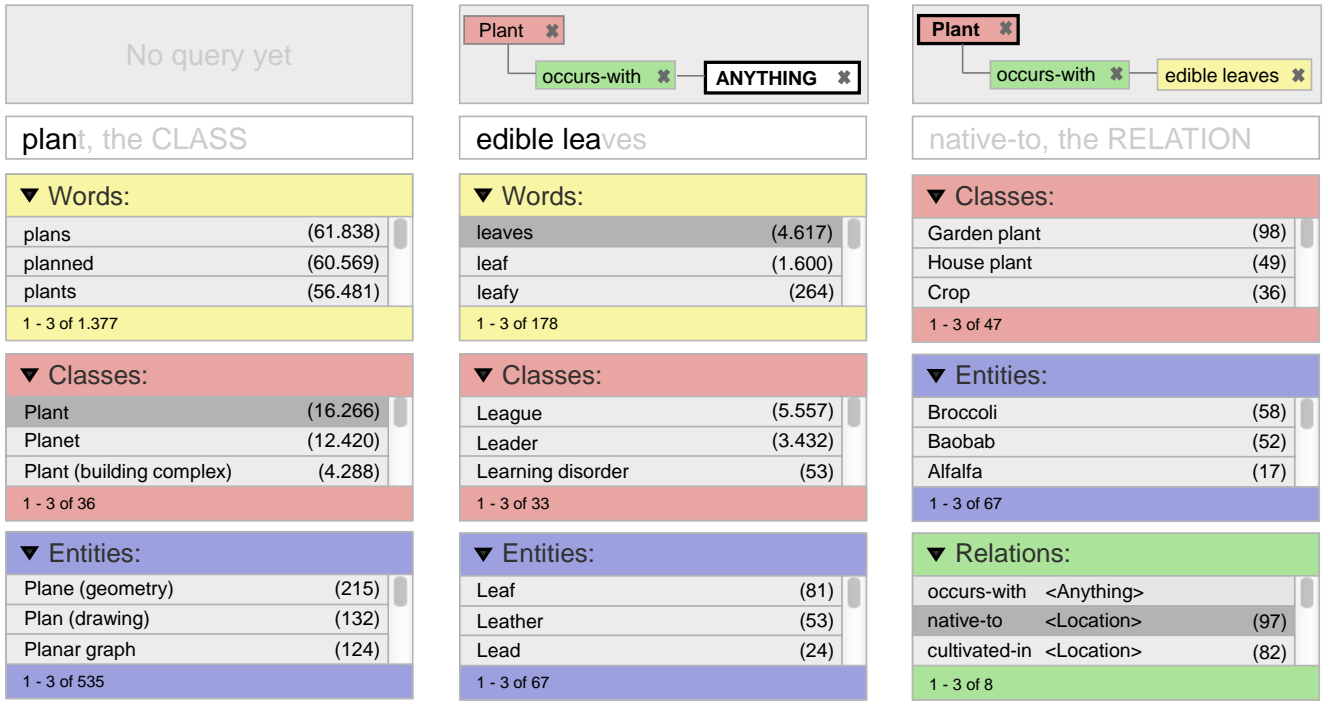 No query yet
plant, the CLASS
Words:
plans (61.838)
planned (60.569)
plants (56.481)
1 - 3 of 1.377
Classes:
Plant (16.266)
Planet (12.420)
Plant (building complex) (4.288)
1 - 3 of 36
Entities:
Plane (geometry) (215)
Plan (drawing) (132)
Planar graph (124)
1 - 3 of 535
Plant
occurs-with ANYTHING
edible leaves
Words:
leaves (4.617)
leaf (1.600)
leafy (264)
1 - 3 of 178
Classes:
League (5.557)
Leader (3.432)
Learning disorder (53)
1 - 3 of 33
Entities:
Leaf (81)
Leather (53)
Lead (24)
1 - 3 of 67
Plant
occurs-with edible leaves
native-to, the RELATION
Classes:
Garden plant (98)
House plant (49)
Crop (36)
1 - 3 of 47
Entities:
Broccoli (58)
Baobab (52)
Alfalfa (17)
1 - 3 of 67
Relations:
occurs-with <Anything>
native-to <Location> (97)
cultivated-in <Location> (82)
1 - 3 of 8